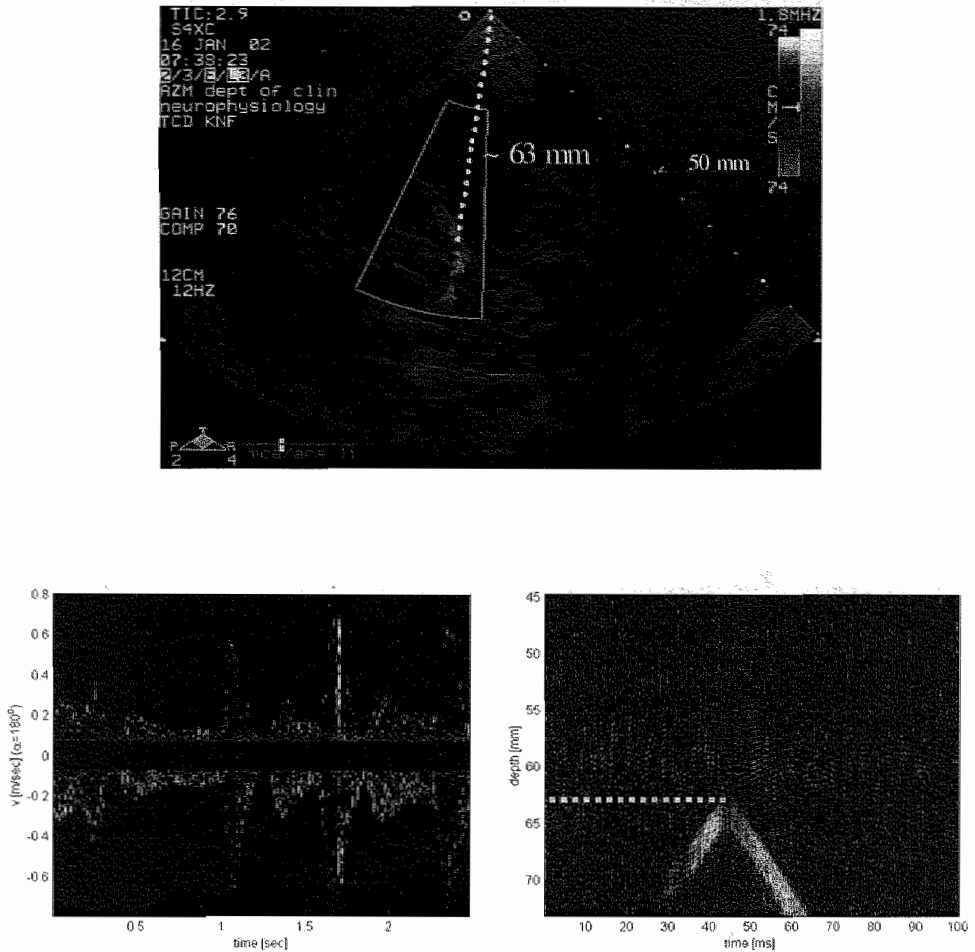 TIC:2.9
S4XC
16 JAN 02
07:38:23
AZM dept of clin
neurophysiology
TCD KNF
GAIN 76
COMP 70
12CM
12HZ
1.8MHZ
74
CM/S
74
~ 63 mm
50 mm
T
P A
2 4
0.8
0.6
0.4
0.2
0
-0.2
-0.4
-0.6
v [m/sec] (α=180°)
0.5 1 1.5 2
time [sec]
45
50
55
60
65
70
depth [mm]
10 20 30 40 50 60 70 80 90 100
time [ms]